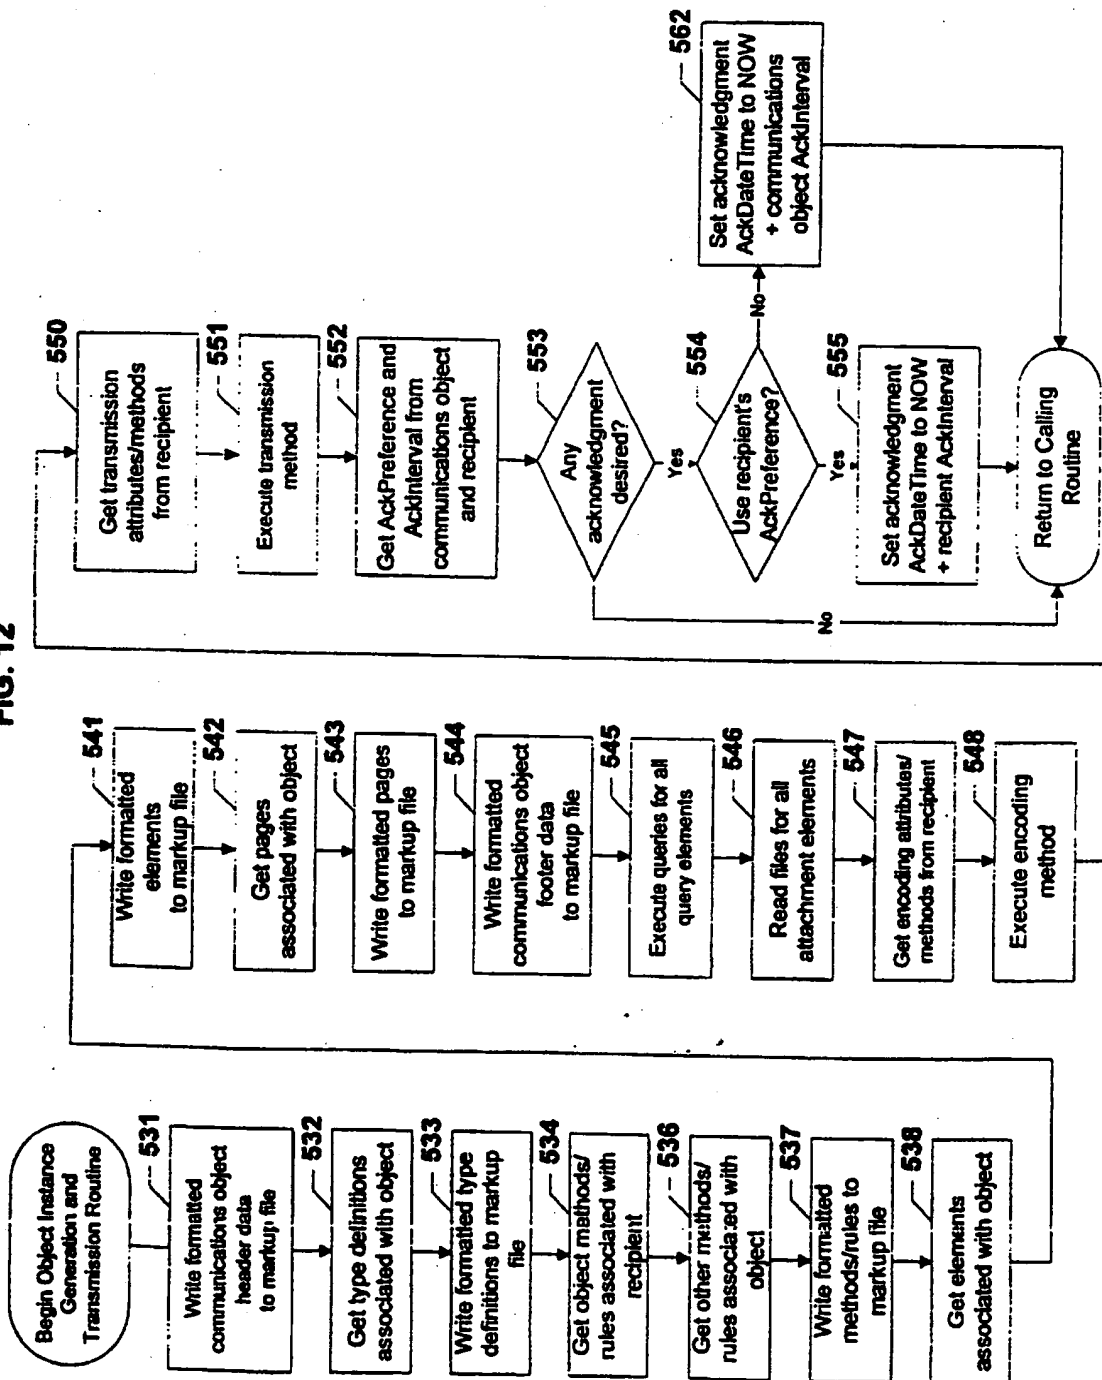 FIG. 12
Begin Object Instance
Generation and
Transmission Routine
531
Write formatted
communications object
header data
to markup file
532
Get type definitions
associated with object
533
Write formatted type
definitions to markup
file
534
Get object methods/
rules associated with
recipient
536
Get other methods/
rules associated with
object
537
Write formatted
methods/rules to
markup file
538
Get elements
associated with object
541
Write formatted
elements
to markup file
542
Get pages
associated with object
543
Write formatted pages
to markup file
544
Write formatted
communications object
footer data
to markup file
545
Execute queries for all
query elements
546
Read files for all
attachment elements
547
Get encoding attributes/
methods from recipient
548
Execute encoding
method
550
Get transmission
attributes/methods
from recipient
551
Execute transmission
method
552
Get AckPreference and
AckInterval from
communications object
and recipient
553
Any
acknowledgment
desired?
Yes
No
554
Use recipient's
AckPreference?
Yes
No
555
Set acknowledgment
AckDateTime to NOW
+ recipient AckInterval
562
Set acknowledgment
AckDateTime to NOW
+ communications
object AckInterval
Return to Calling
Routine